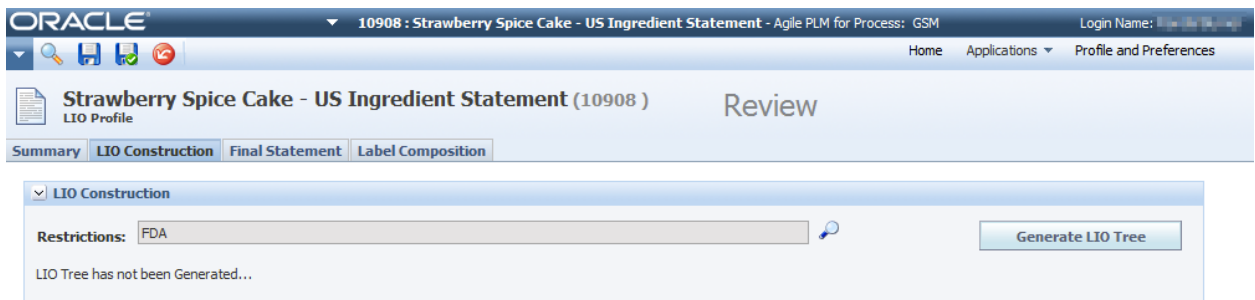 ORACLE 10908 : Strawberry Spice Cake - US Ingredient Statement - Agile PLM for Process: GSM Login Name:
Home Applications Profile and Preferences
Strawberry Spice Cake - US Ingredient Statement (10908 ) Review
LIO Profile
Summary LIO Construction Final Statement Label Composition
LIO Construction
Restrictions: FDA Generate LIO Tree
LIO Tree has not been Generated...